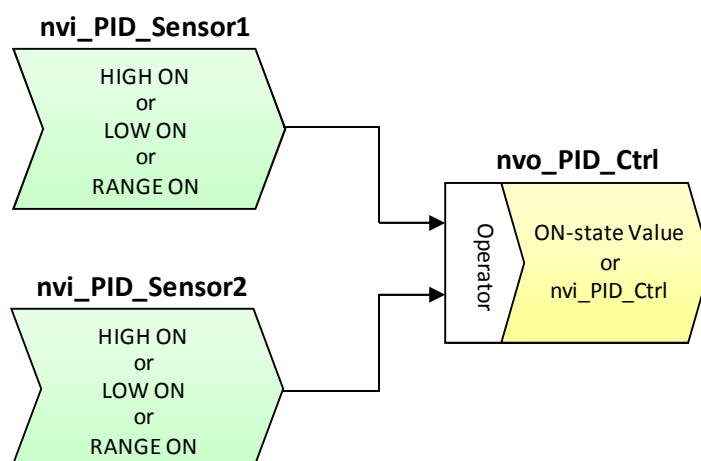 nvi_PID_Sensor1
HIGH ON
or
LOW ON
or
RANGE ON
nvo_PID_Ctrl
Operator
ON-state Value
or
nvi_PID_Ctrl
nvi_PID_Sensor2
HIGH ON
or
LOW ON
or
RANGE ON